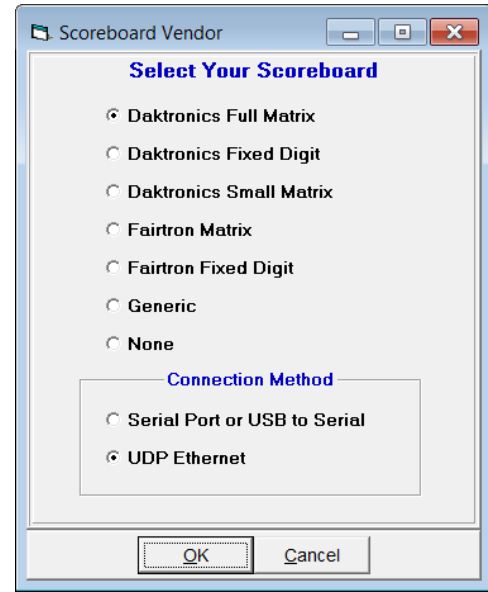 Scoreboard Vendor
Select Your Scoreboard
Daktronics Full Matrix
Daktronics Fixed Digit
Daktronics Small Matrix
Fairtron Matrix
Fairtron Fixed Digit
Generic
None
Connection Method
Serial Port or USB to Serial
UDP Ethernet
OK Cancel